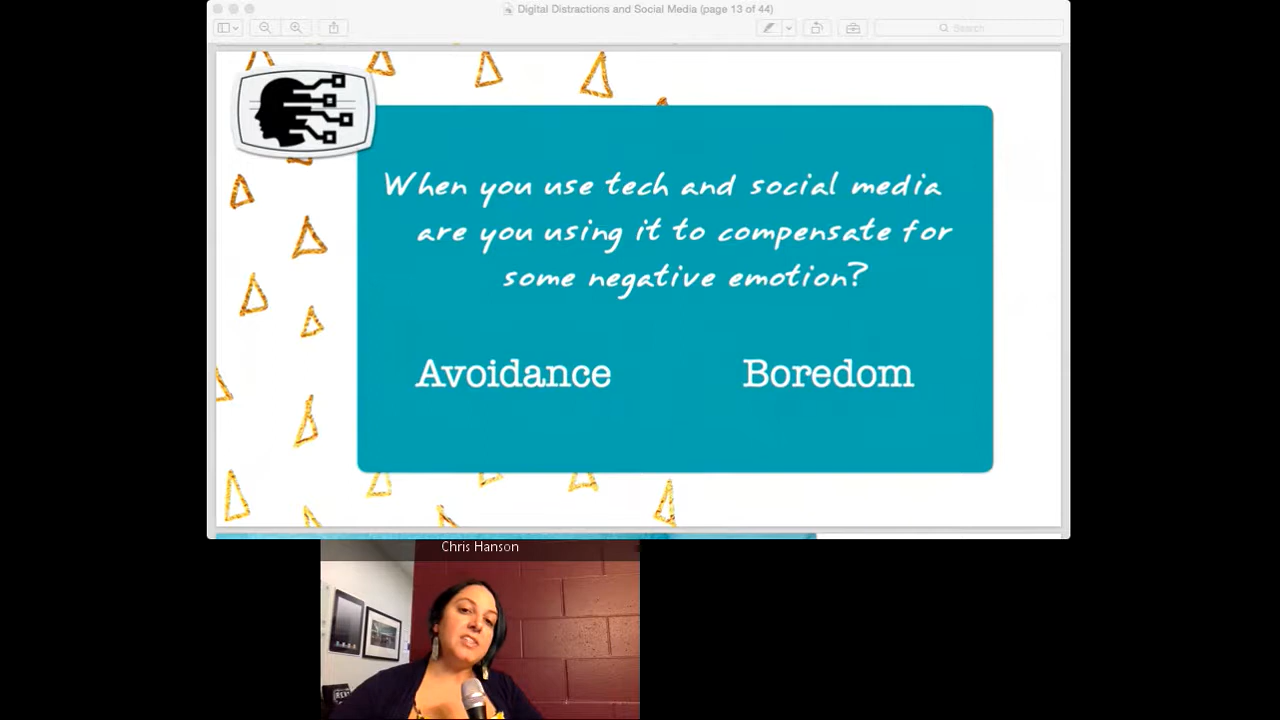 Digital Distractions and Social Media (page 13 of 44)
Search
When you use tech and social media
are you using it to compensate for
some negative emotion?
Avoidance
Boredom
Chris Hanson